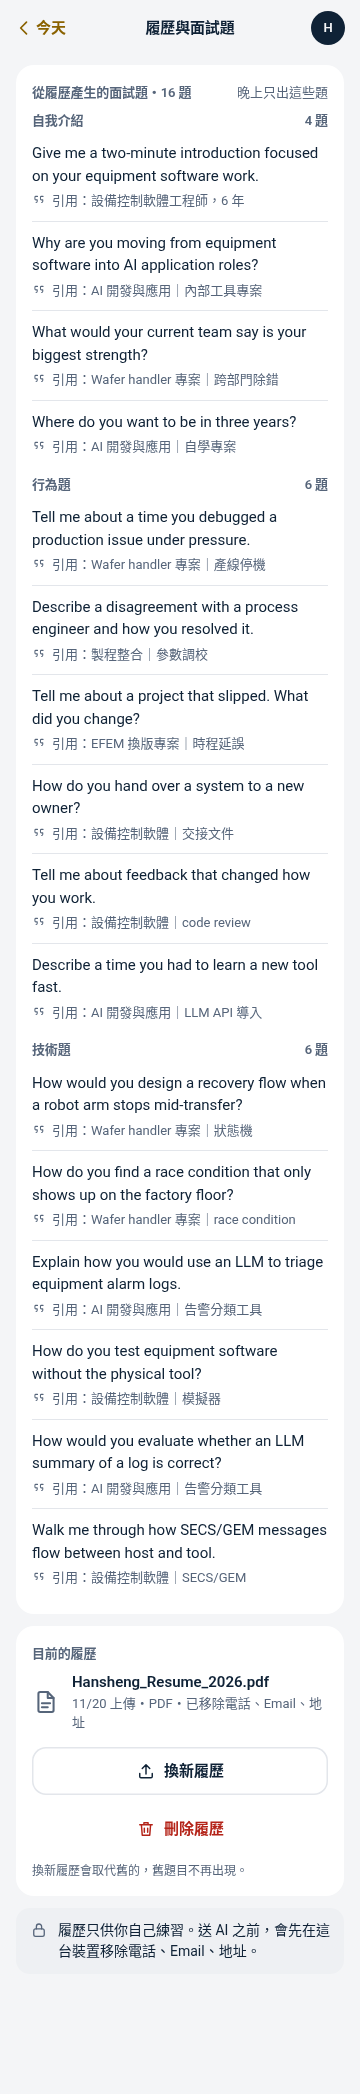 今天
履歷與面試題
H
從履歷產生的面試題・16 題
晚上只出這些題
自我介紹
4 題
Give me a two-minute introduction focused
on your equipment software work.
引用：設備控制軟體工程師，6 年
Why are you moving from equipment
software into AI application roles?
引用：AI 開發與應用｜內部工具專案
What would your current team say is your
biggest strength?
引用：Wafer handler 專案｜跨部門除錯
Where do you want to be in three years?
引用：AI 開發與應用｜自學專案
行為題
6 題
Tell me about a time you debugged a
production issue under pressure.
引用：Wafer handler 專案｜產線停機
Describe a disagreement with a process
engineer and how you resolved it.
引用：製程整合｜參數調校
Tell me about a project that slipped. What
did you change?
引用：EFEM 換版專案｜時程延誤
How do you hand over a system to a new
owner?
引用：設備控制軟體｜交接文件
Tell me about feedback that changed how
you work.
引用：設備控制軟體｜code review
Describe a time you had to learn a new tool
fast.
引用：AI 開發與應用｜LLM API 導入
技術題
6 題
How would you design a recovery flow when
a robot arm stops mid-transfer?
引用：Wafer handler 專案｜狀態機
How do you find a race condition that only
shows up on the factory floor?
引用：Wafer handler 專案｜race condition
Explain how you would use an LLM to triage
equipment alarm logs.
引用：AI 開發與應用｜告警分類工具
How do you test equipment software
without the physical tool?
引用：設備控制軟體｜模擬器
How would you evaluate whether an LLM
summary of a log is correct?
引用：AI 開發與應用｜告警分類工具
Walk me through how SECS/GEM messages
flow between host and tool.
引用：設備控制軟體｜SECS/GEM
目前的履歷
Hansheng_Resume_2026.pdf
11/20 上傳・PDF・已移除電話、Email、地
址
換新履歷
刪除履歷
換新履歷會取代舊的，舊題目不再出現。
履歷只供你自己練習。送 AI 之前，會先在這
台裝置移除電話、Email、地址。